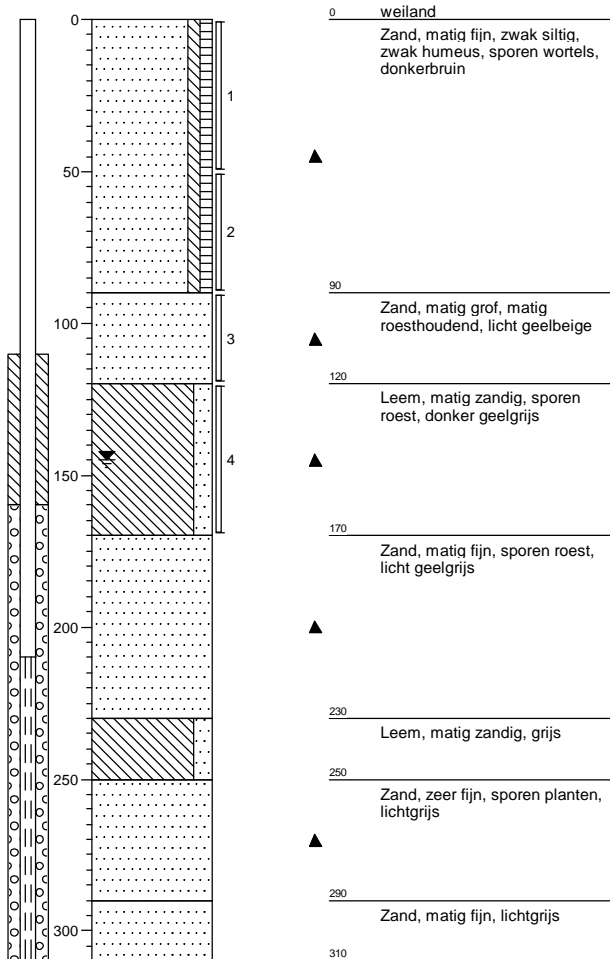 0
50
100
150
200
250
300
1
2
3
4
0
weiland
Zand, matig fijn, zwak siltig,
zwak humeus, sporen wortels,
donkerbruin
90
Zand, matig grof, matig
roesthoudend, licht geelbeige
120
Leem, matig zandig, sporen
roest, donker geelgrijs
170
Zand, matig fijn, sporen roest,
licht geelgrijs
230
Leem, matig zandig, grijs
250
Zand, zeer fijn, sporen planten,
lichtgrijs
290
Zand, matig fijn, lichtgrijs
310